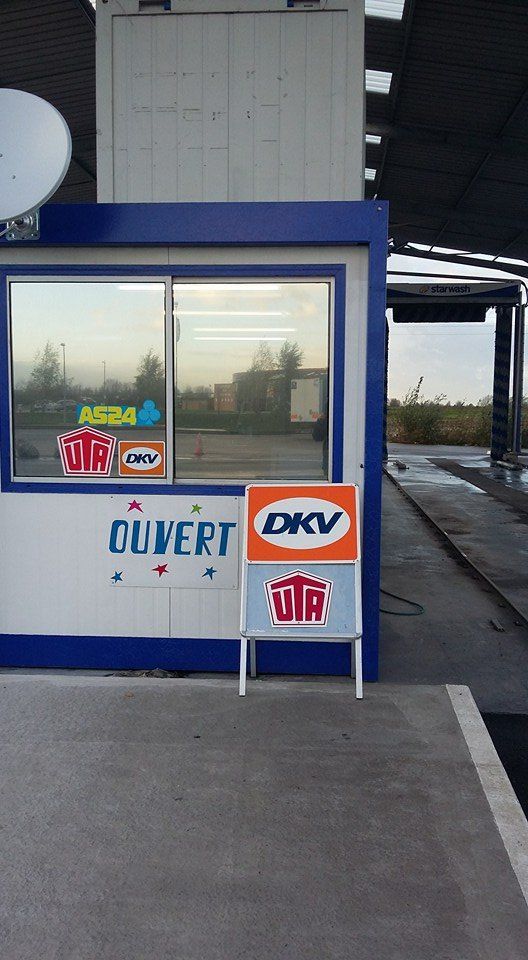 starwash
AS24
UTA DKV
OUVERT
DKV
UTA